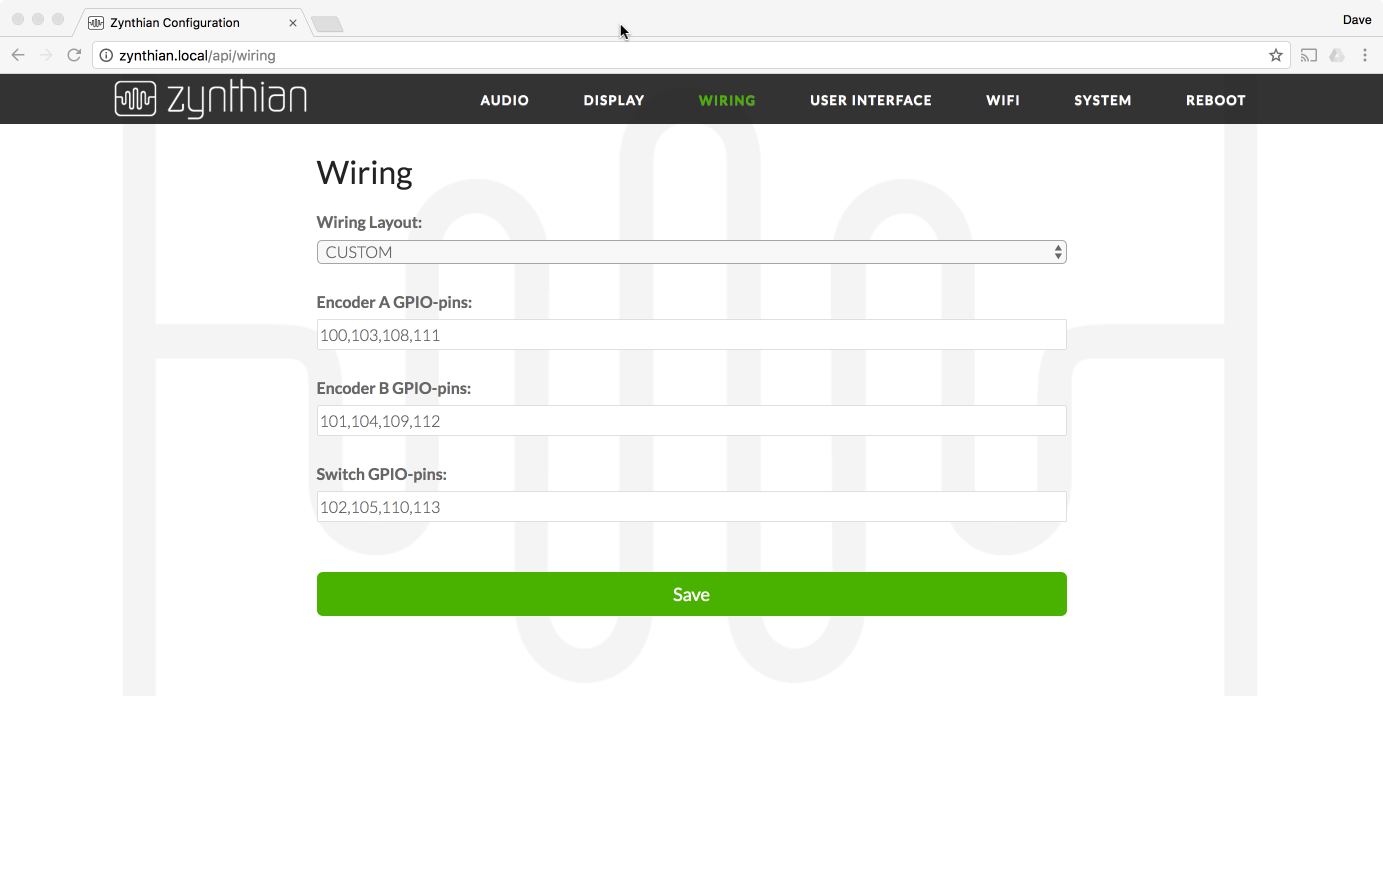 Zynthian Configuration
Dave
zynthian.local/api/wiring
zynthian AUDIO DISPLAY WIRING USER INTERFACE WIFI SYSTEM REBOOT
Wiring
Wiring Layout:
CUSTOM
Encoder A GPIO-pins:
100,103,108,111
Encoder B GPIO-pins:
101,104,109,112
Switch GPIO-pins:
102,105,110,113
Save